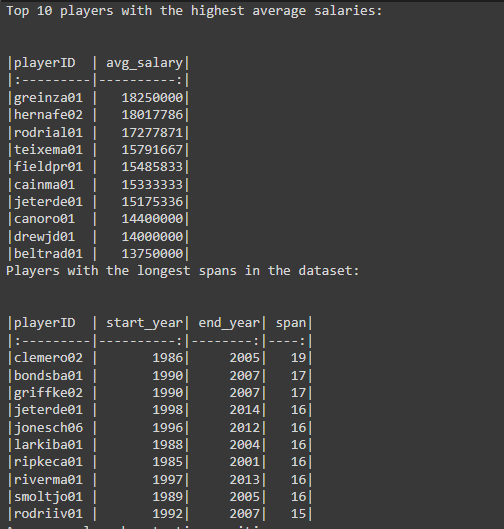 Top 10 players with the highest average salaries:
|playerID | avg_salary|
|:---------|----------:|
|greinza01 | 18250000|
|hernafe02 | 18017786|
|rodrial01 | 17277871|
|teixema01 | 15791667|
|fieldpr01 | 15485833|
|cainma01 | 15333333|
|jeterde01 | 15175336|
|canoro01 | 14400000|
|drewjd01 | 14000000|
|beltrad01 | 13750000|
Players with the longest spans in the dataset:
|playerID | start_year| end_year| span|
|:---------|----------:|--------:|----:|
|clemero02 | 1986| 2005| 19|
|bondsba01 | 1990| 2007| 17|
|griffke02 | 1990| 2007| 17|
|jeterde01 | 1998| 2014| 16|
|jonesch06 | 1996| 2012| 16|
|larkiba01 | 1988| 2004| 16|
|ripkeca01 | 1985| 2001| 16|
|riverma01 | 1997| 2013| 16|
|smoltjo01 | 1989| 2005| 16|
|rodriiv01 | 1992| 2007| 15|